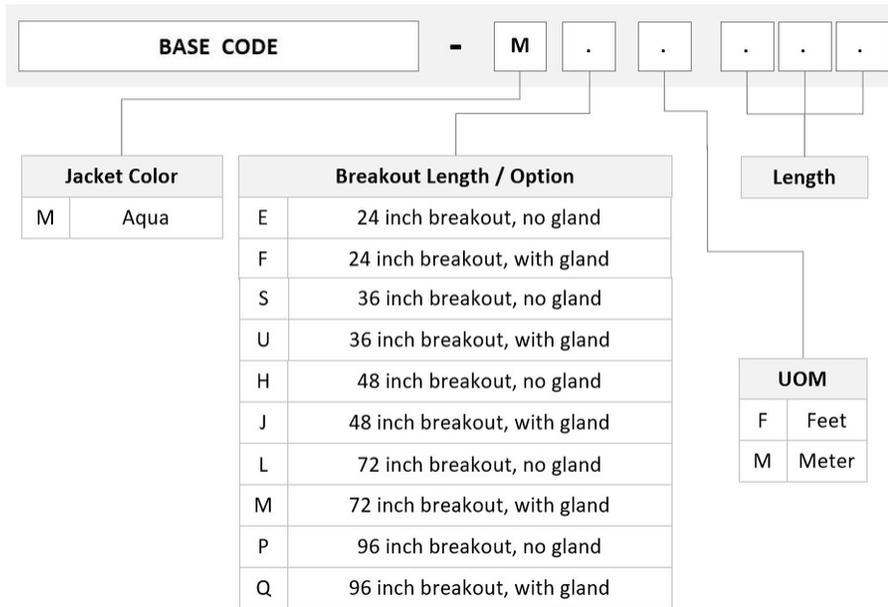 BASE CODE - M . . . . .
Jacket Color
M Aqua
Breakout Length / Option
E 24 inch breakout, no gland
F 24 inch breakout, with gland
S 36 inch breakout, no gland
U 36 inch breakout, with gland
H 48 inch breakout, no gland
J 48 inch breakout, with gland
L 72 inch breakout, no gland
M 72 inch breakout, with gland
P 96 inch breakout, no gland
Q 96 inch breakout, with gland
Length
UOM
F Feet
M Meter